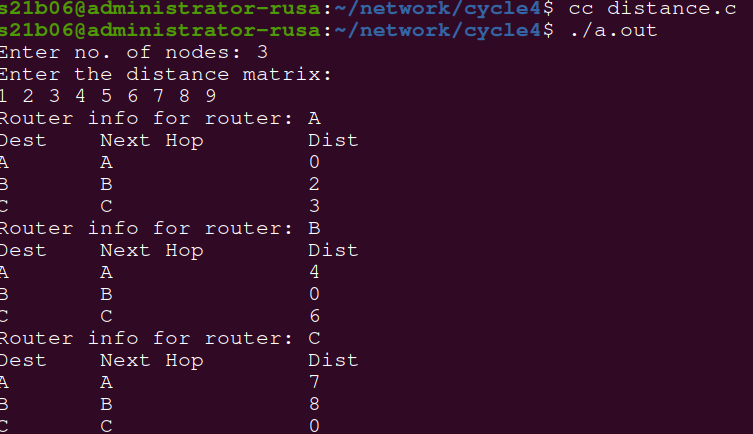 s21b06@administrator-rusa:~/network/cycle4$ cc distance.c
s21b06@administrator-rusa:~/network/cycle4$ ./a.out
Enter no. of nodes: 3
Enter the distance matrix:
1 2 3 4 5 6 7 8 9
Router info for router: A
Dest Next Hop Dist
A A 0
B B 2
C C 3
Router info for router: B
Dest Next Hop Dist
A A 4
B B 0
C C 6
Router info for router: C
Dest Next Hop Dist
A A 7
B B 8
C C 0